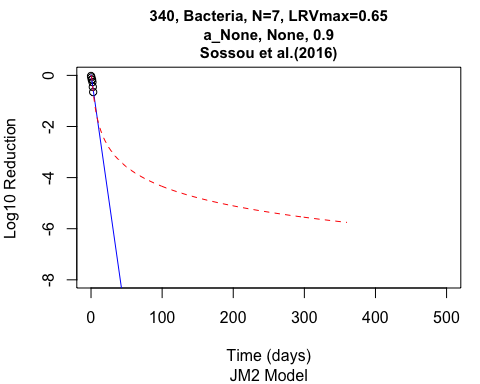 340, Bacteria, N=7, LRVmax=0.65
a_None, None, 0.9
Sossou et al.(2016)
Log10 Reduction
0
-2
-4
-6
-8
0 100 200 300 400 500
Time (days)
JM2 Model